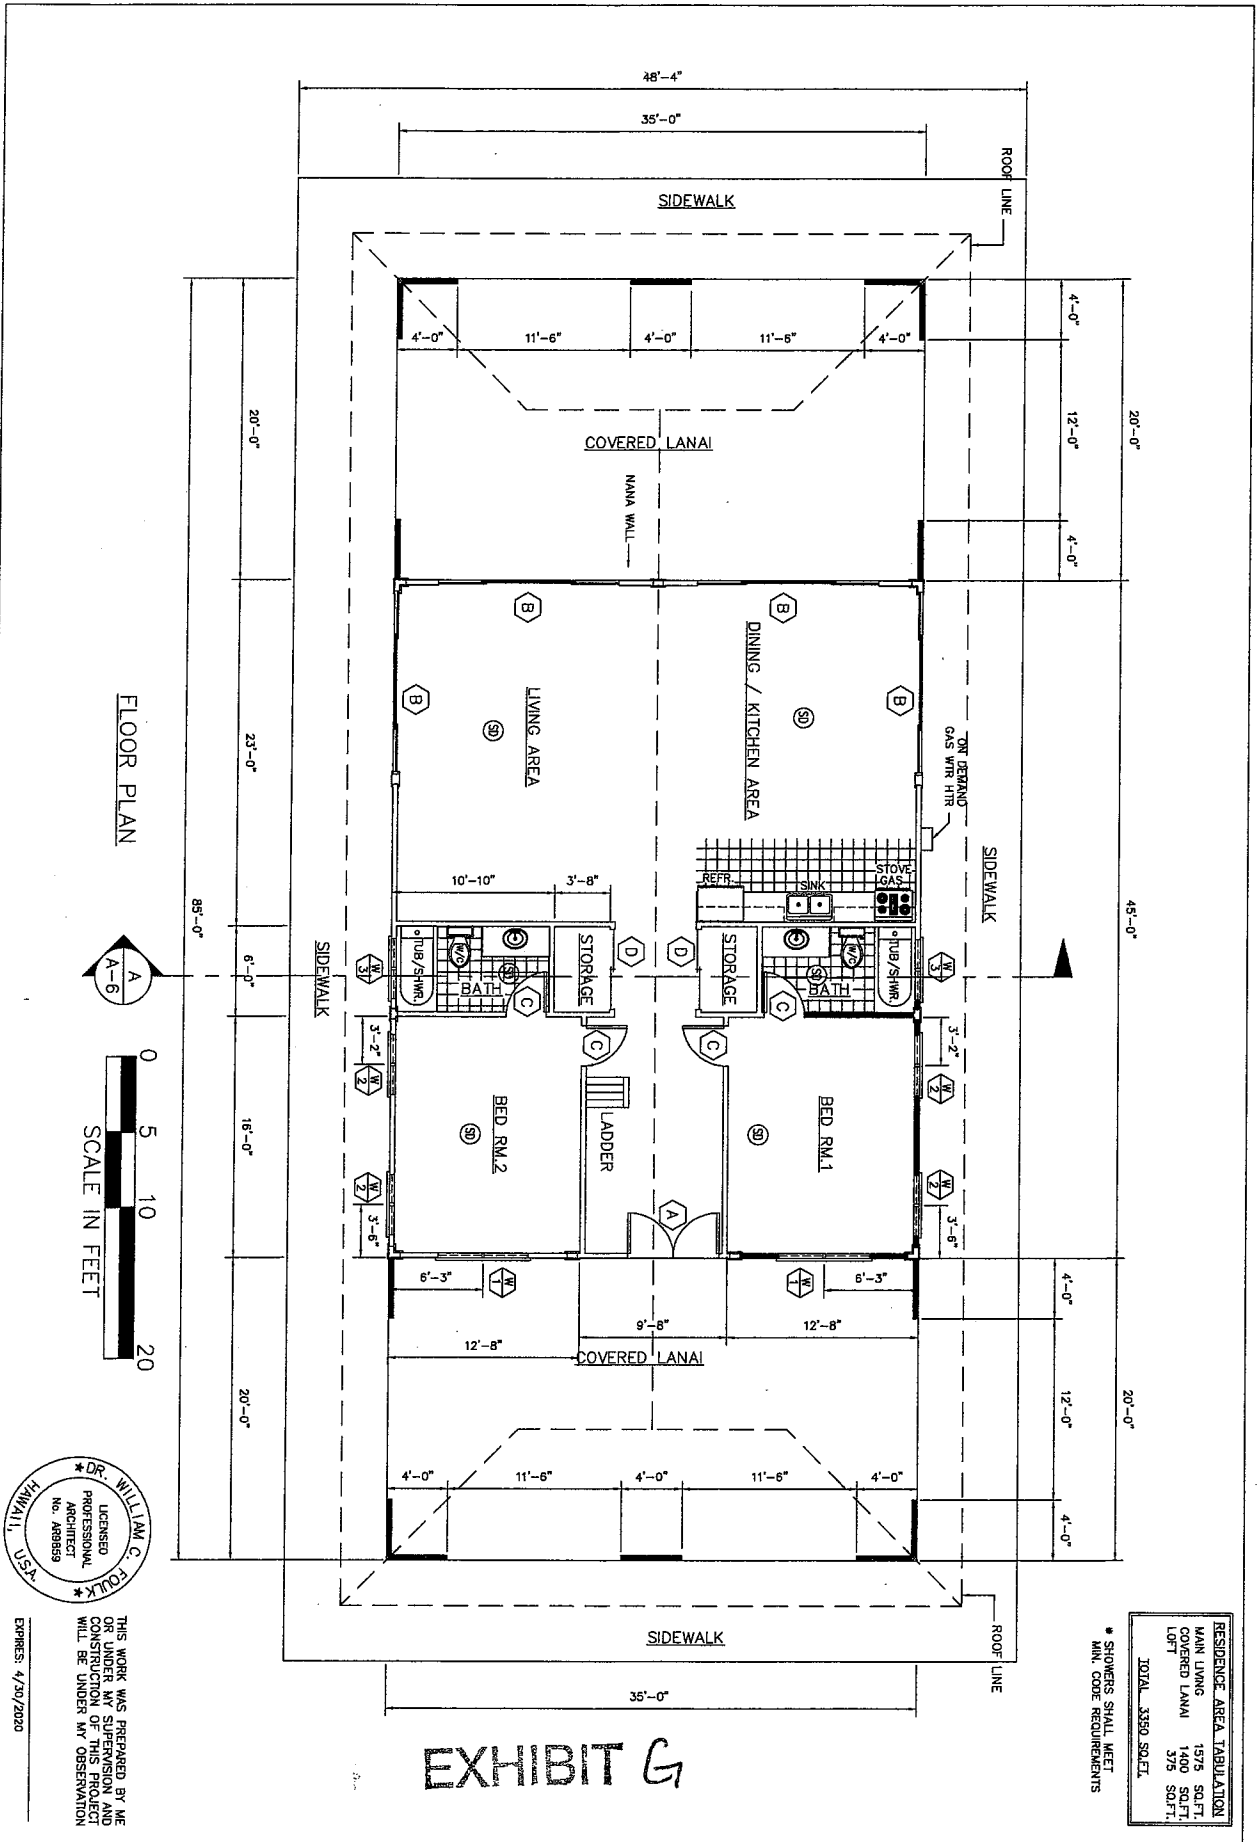 48'-4"
35'-0"
ROOF LINE
SIDEWALK
4'-0"
11'-6"
4'-0"
11'-6"
4'-0"
4'-0"
12'-0"
4'-0"
20'-0"
20'-0"
COVERED LANAI
NANA WALL
B
B
B
B
DINING / KITCHEN AREA
SD
LIVING AREA
SD
ON DEMAND
GAS WTR HTR
SIDEWALK
45'-0"
23'-0"
85'-0"
FLOOR PLAN
10'-10"
3'-8"
REFR.
SINK
STOVE
GAS
TUB/SHWR.
W/C
SD
BATH
STORAGE
D
D
STORAGE
W/C
SD
BATH
TUB/SHWR.
W
3
W
3
C
C
C
C
SIDEWALK
6'-0"
A
A-6
3'-2"
3'-2"
W
2
W
2
W
2
W
2
BED RM.2
SD
LADDER
BED RM.1
SD
A
16'-0"
3'-6"
3'-6"
0 5 10 20
SCALE IN FEET
6'-3"
W
1
W
1
6'-3"
12'-8"
9'-8"
12'-8"
COVERED LANAI
4'-0"
12'-0"
4'-0"
20'-0"
20'-0"
4'-0"
11'-6"
4'-0"
11'-6"
4'-0"
SIDEWALK
ROOF LINE
35'-0"
RESIDENCE AREA TABULATION
MAIN LIVING 1575 SQ.FT.
COVERED LANAI 1400 SQ.FT.
LOFT 375 SQ.FT.
TOTAL 3350 SQ.FT.
* SHOWERS SHALL MEET
MIN. CODE REQUIREMENTS
★ DR. WILLIAM C. FOULK ★
LICENSED
PROFESSIONAL
ARCHITECT
No. AR9859
HAWAII, USA.
THIS WORK WAS PREPARED BY ME
OR UNDER MY SUPERVISION AND
CONSTRUCTION OF THIS PROJECT
WILL BE UNDER MY OBSERVATION
EXPIRES: 4/30/2020
EXHIBIT G